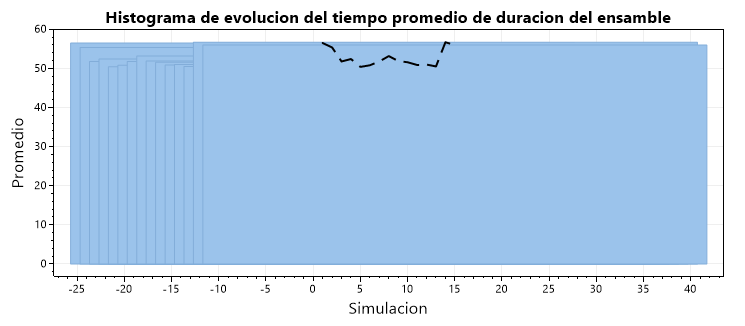 Histograma de evolucion del tiempo promedio de duracion del ensamble
60
50
40
30
20
10
0
Promedio
-25 -20 -15 -10 -5 0 5 10 15 20 25 30 35 40
Simulacion